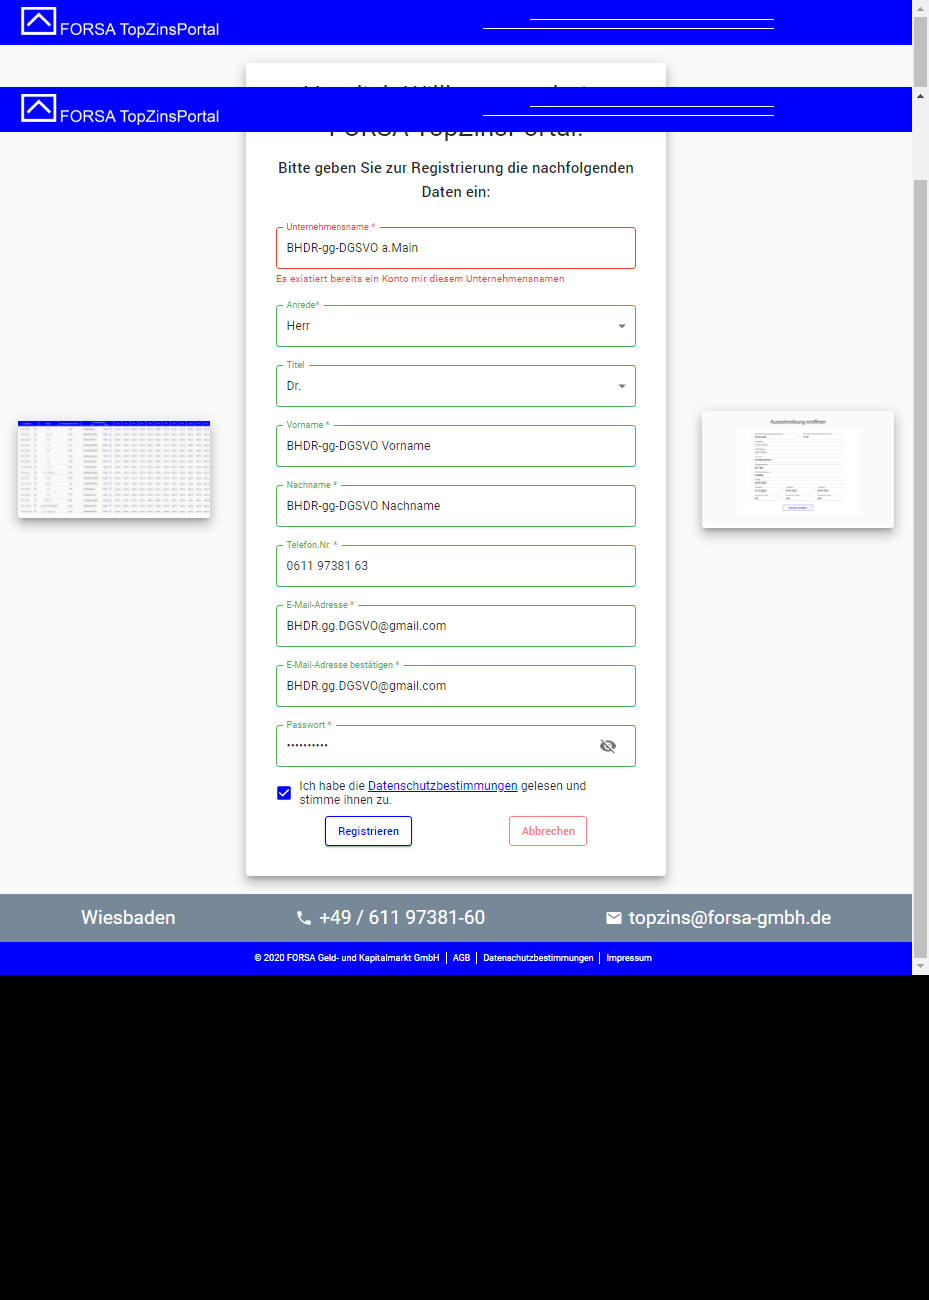 FORSA TopZinsPortal
FORSA TopZinsPortal
FORSA TopZinsPortal!
Bitte geben Sie zur Registrierung die nachfolgenden
Daten ein:
Unternehmensname *
BHDR-gg-DGSVO a.Main
Es existiert bereits ein Konto mir diesem Unternehmensnamen
Anrede*
Herr
Titel
Dr.
Vorname *
BHDR-gg-DGSVO Vorname
Nachname *
BHDR-gg-DGSVO Nachname
Telefon.Nr. *
0611 97381 63
E-Mail-Adresse *
BHDR.gg.DGSVO@gmail.com
E-Mail-Adresse bestätigen *
BHDR.gg.DGSVO@gmail.com
Passwort *
••••••••••
Ich habe die Datenschutzbestimmungen gelesen und
stimme ihnen zu.
Registrieren Abbrechen
Ausschreibung eröffnen
Wiesbaden +49 / 611 97381-60 topzins@forsa-gmbh.de
© 2020 FORSA Geld- und Kapitalmarkt GmbH | AGB | Datenschutzbestimmungen | Impressum